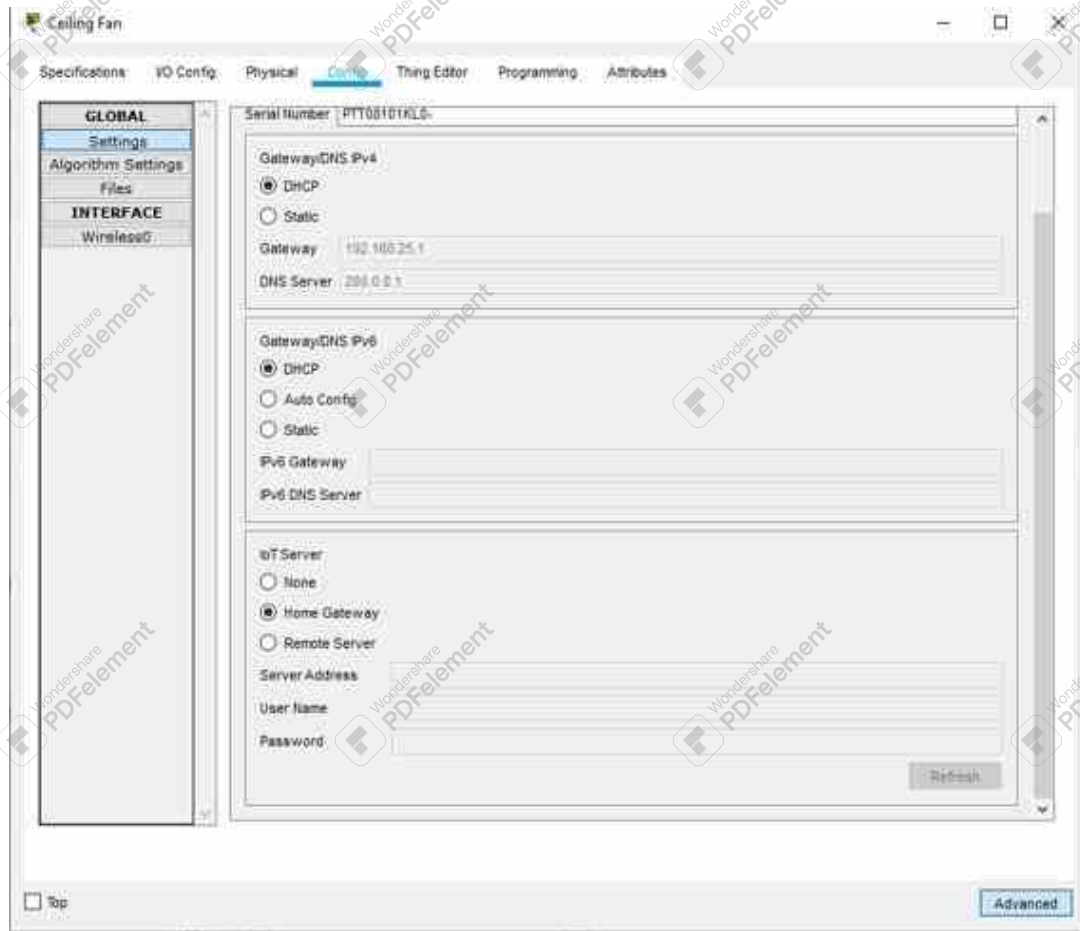 Ceiling Fan
Specifications I/O Config Physical Config Thing Editor Programming Attributes
GLOBAL
Settings
Algorithm Settings
Files
INTERFACE
Wireless0
Serial Number PTT08101KL0-
Gateway/DNS IPv4
DHCP
Static
Gateway 192.168.25.1
DNS Server
Gateway/DNS IPv6
DHCP
Auto Config
Static
IPv6 Gateway
IPv6 DNS Server
IoT Server
None
Home Gateway
Remote Server
Server Address
User Name
Password
Refresh
Top
Advanced
Wondershare
PDFelement